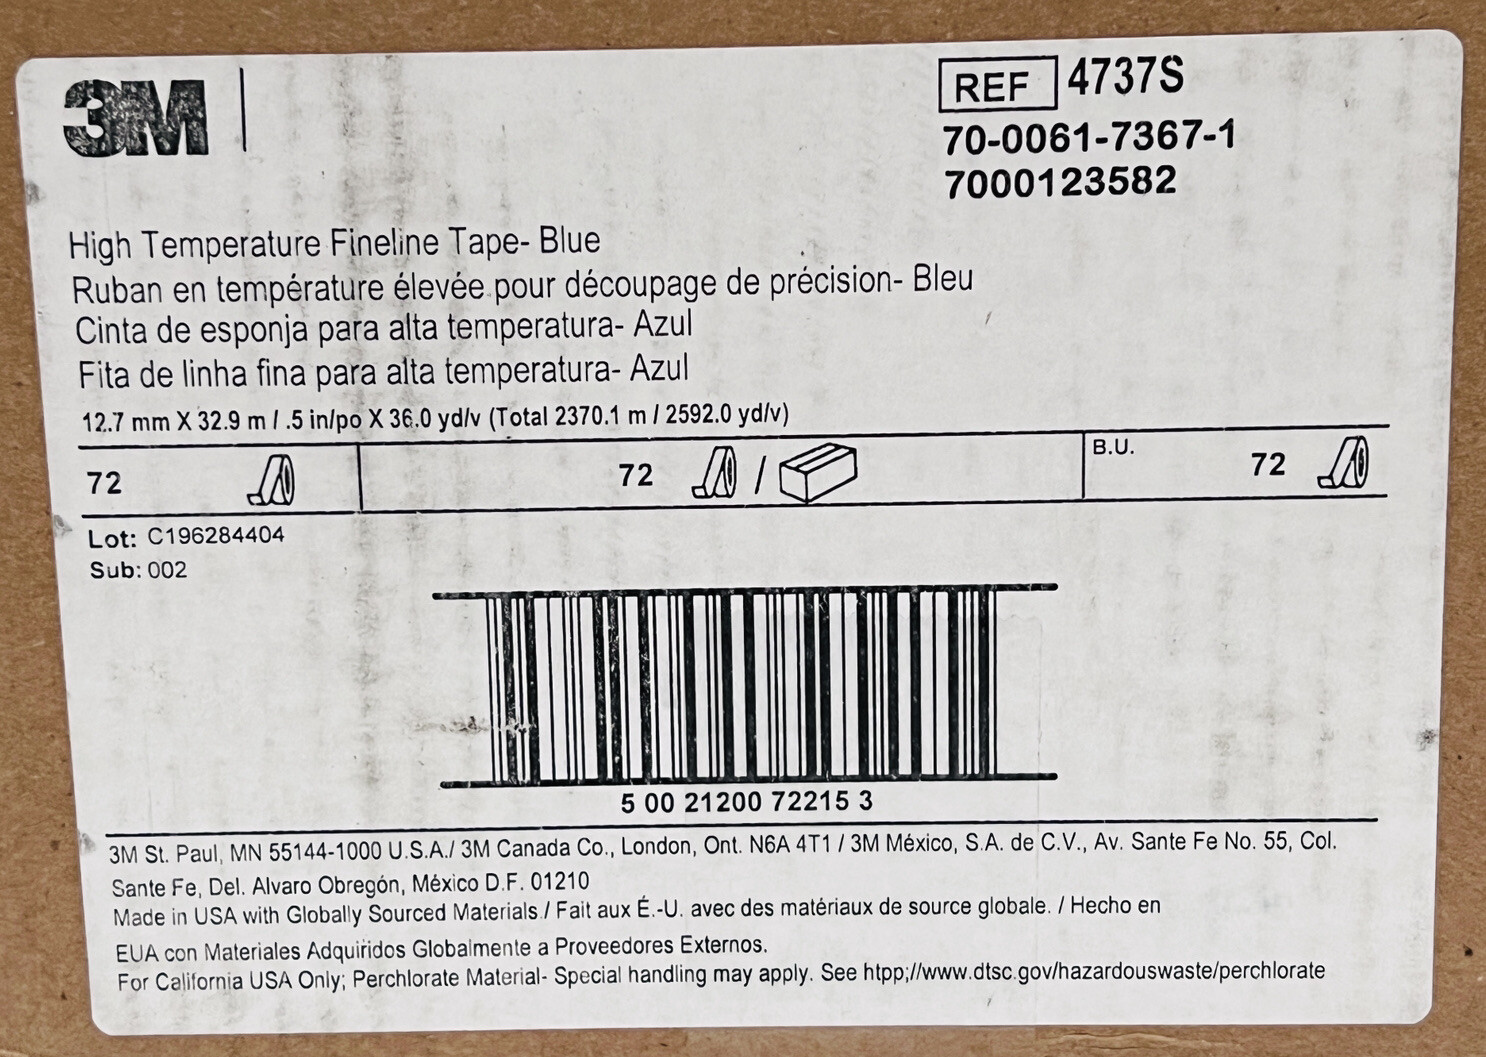 3M
REF 4737S
70-0061-7367-1
7000123582
High Temperature Fineline Tape- Blue
Ruban en température élevée pour découpage de précision- Bleu
Cinta de esponja para alta temperatura- Azul
Fita de linha fina para alta temperatura- Azul
12.7 mm X 32.9 m / .5 in/po X 36.0 yd/v (Total 2370.1 m / 2592.0 yd/v)
72 72 / B.U. 72
Lot: C196284404
Sub: 002
5 00 21200 72215 3
3M St. Paul, MN 55144-1000 U.S.A./ 3M Canada Co., London, Ont. N6A 4T1 / 3M México, S.A. de C.V., Av. Sante Fe No. 55, Col.
Sante Fe, Del. Alvaro Obregón, México D.F. 01210
Made in USA with Globally Sourced Materials./ Fait aux É.-U. avec des matériaux de source globale. / Hecho en
EUA con Materiales Adquiridos Globalmente a Proveedores Externos.
For California USA Only; Perchlorate Material- Special handling may apply. See htpp;//www.dtsc.gov/hazardouswaste/perchlorate